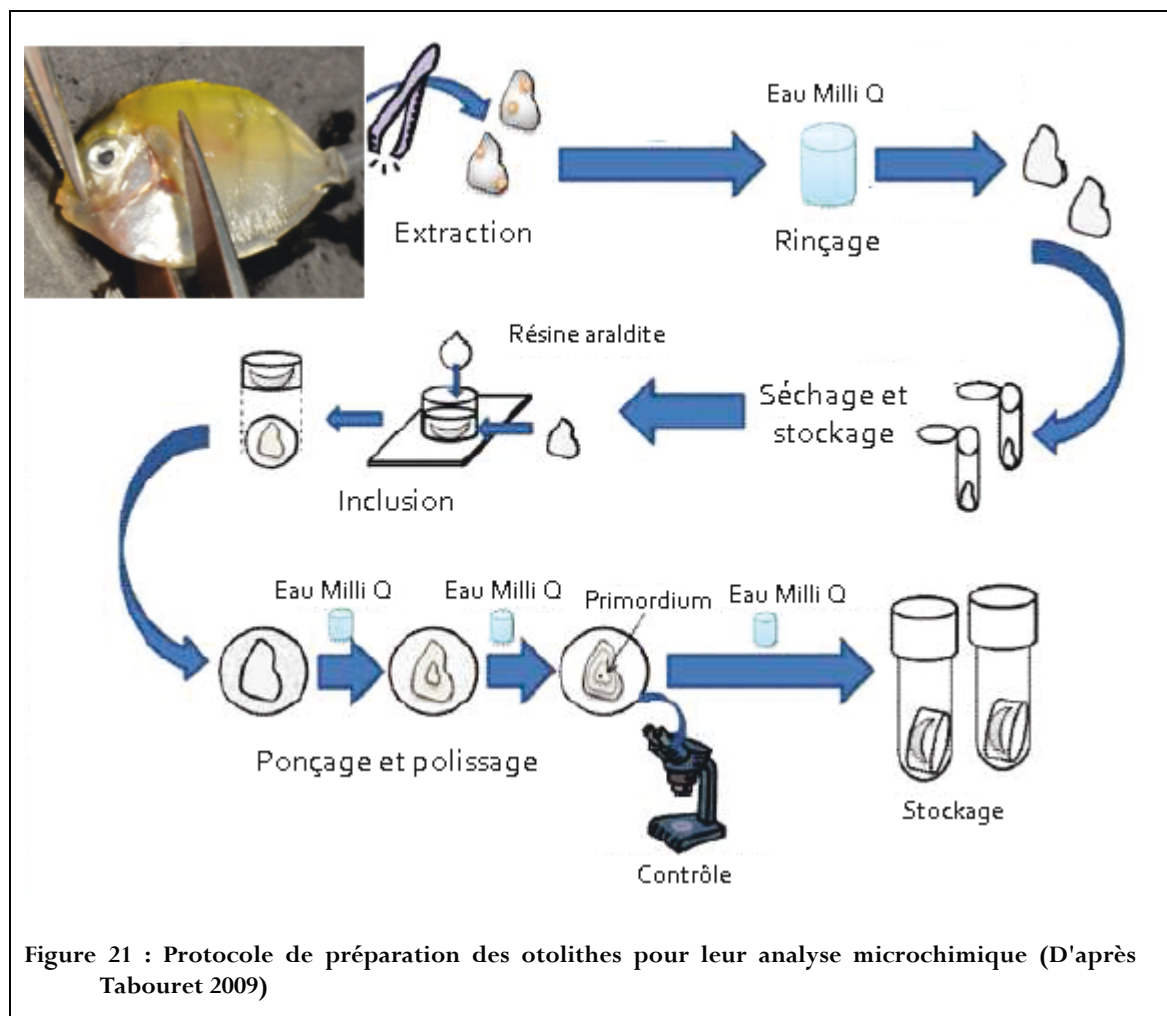 Eau Milli Q
Extraction
Rinçage
Résine araldite
Séchage et
stockage
Inclusion
Eau Milli Q
Eau Milli Q
Primordium
Eau Milli Q
Ponçage et polissage
Stockage
Contrôle
Figure 21 : Protocole de préparation des otolithes pour leur analyse microchimique (D'après
Tabouret 2009)